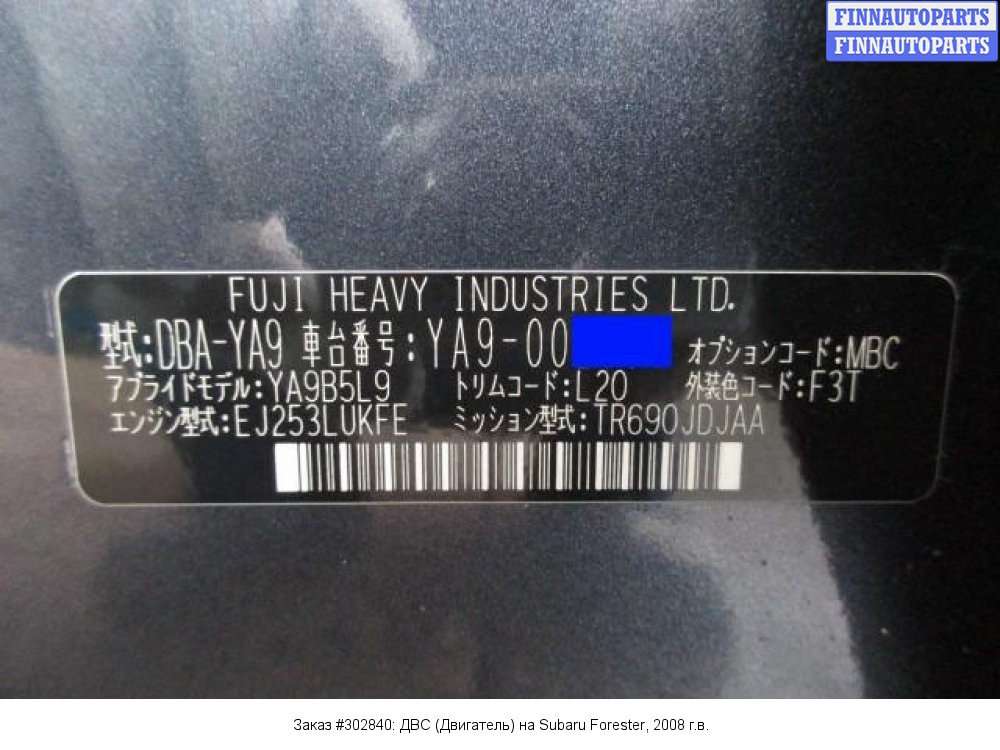 FINNAUTOPARTS
FINNAUTOPARTS
FUJI HEAVY INDUSTRIES LTD.
型式:DBA-YA9 車台番号:YA9-00 オプションコード:MBC
アプライドモデル:YA9B5L9 トリムコード:L20 外装色コード:F3T
エンジン型式:EJ253LUKFE ミッション型式:TR690JDJAA
Заказ #302840: ДВС (Двигатель) на Subaru Forester, 2008 г.в.